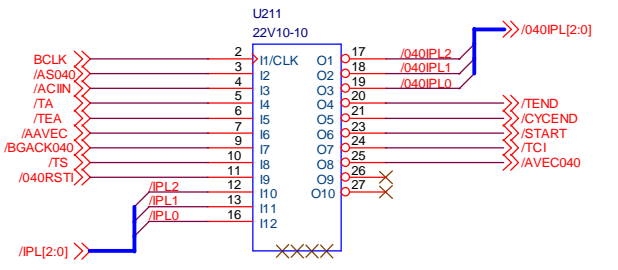 U211
22V10-10
/040IPL[2:0]
BCLK 2 I1/CLK O1 17 /040IPL2
/AS040 3 I2 O2 18 /040IPL1
/ACIIN 4 I3 O3 19 /040IPL0
/TA 5 I4 O4 20 /TEND
/TEA 6 I5 O5 21 /CYCEND
/AAVEC 7 I6 O6 23 /START
/BGACK040 9 I7 O7 24 /TCI
/TS 10 I8 O8 25 /AVEC040
/040RSTI 11 I9 O9 26
/IPL2 12 I10 O10 27
/IPL1 13 I11
/IPL0 16 I12
/IPL[2:0]